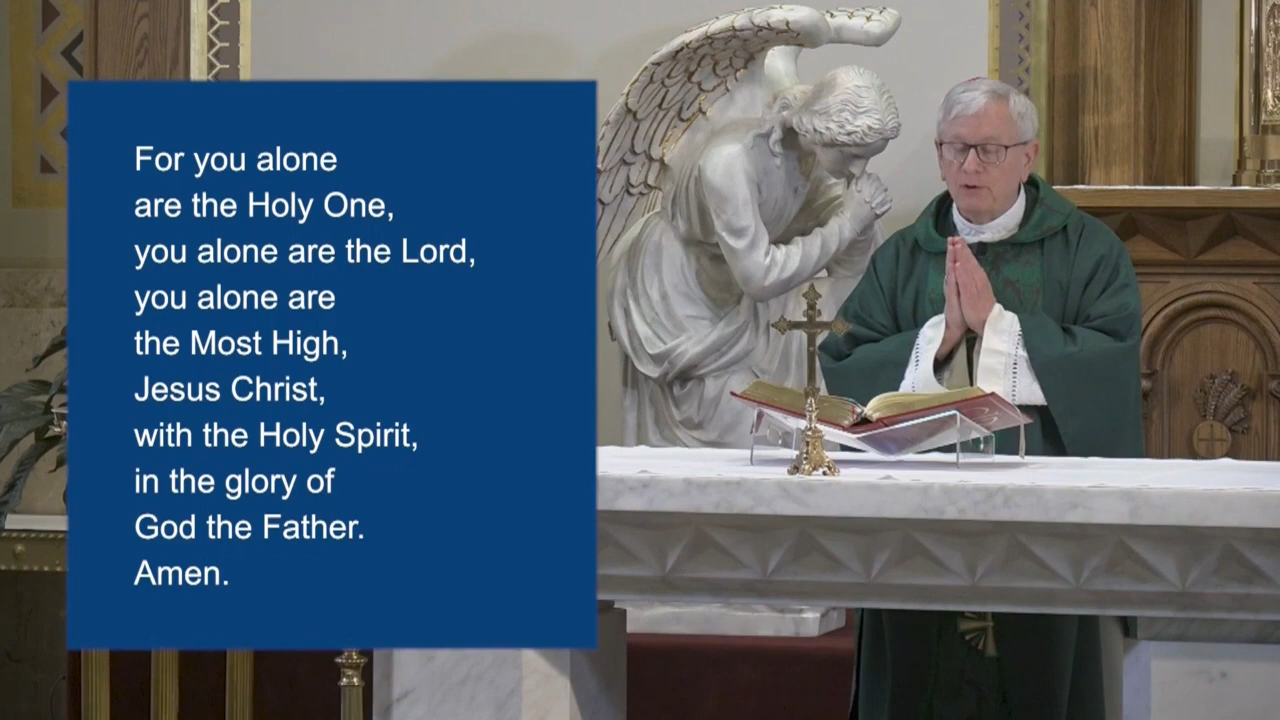 For you alone
are the Holy One,
you alone are the Lord,
you alone are
the Most High,
Jesus Christ,
with the Holy Spirit,
in the glory of
God the Father.
Amen.